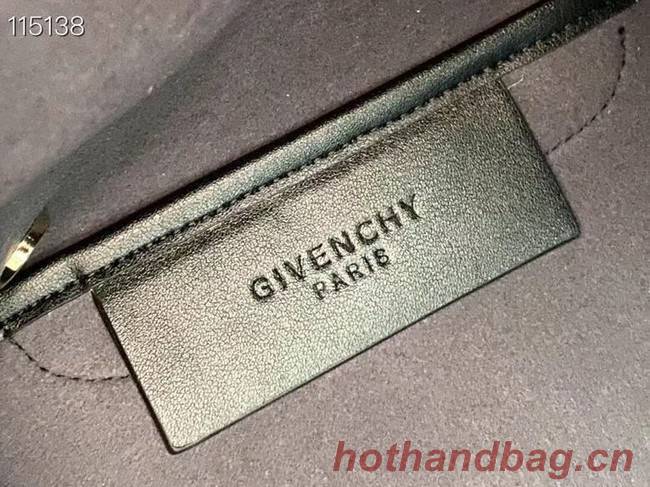 115138
GIVENCHY
PARIS
hothandbag.cn